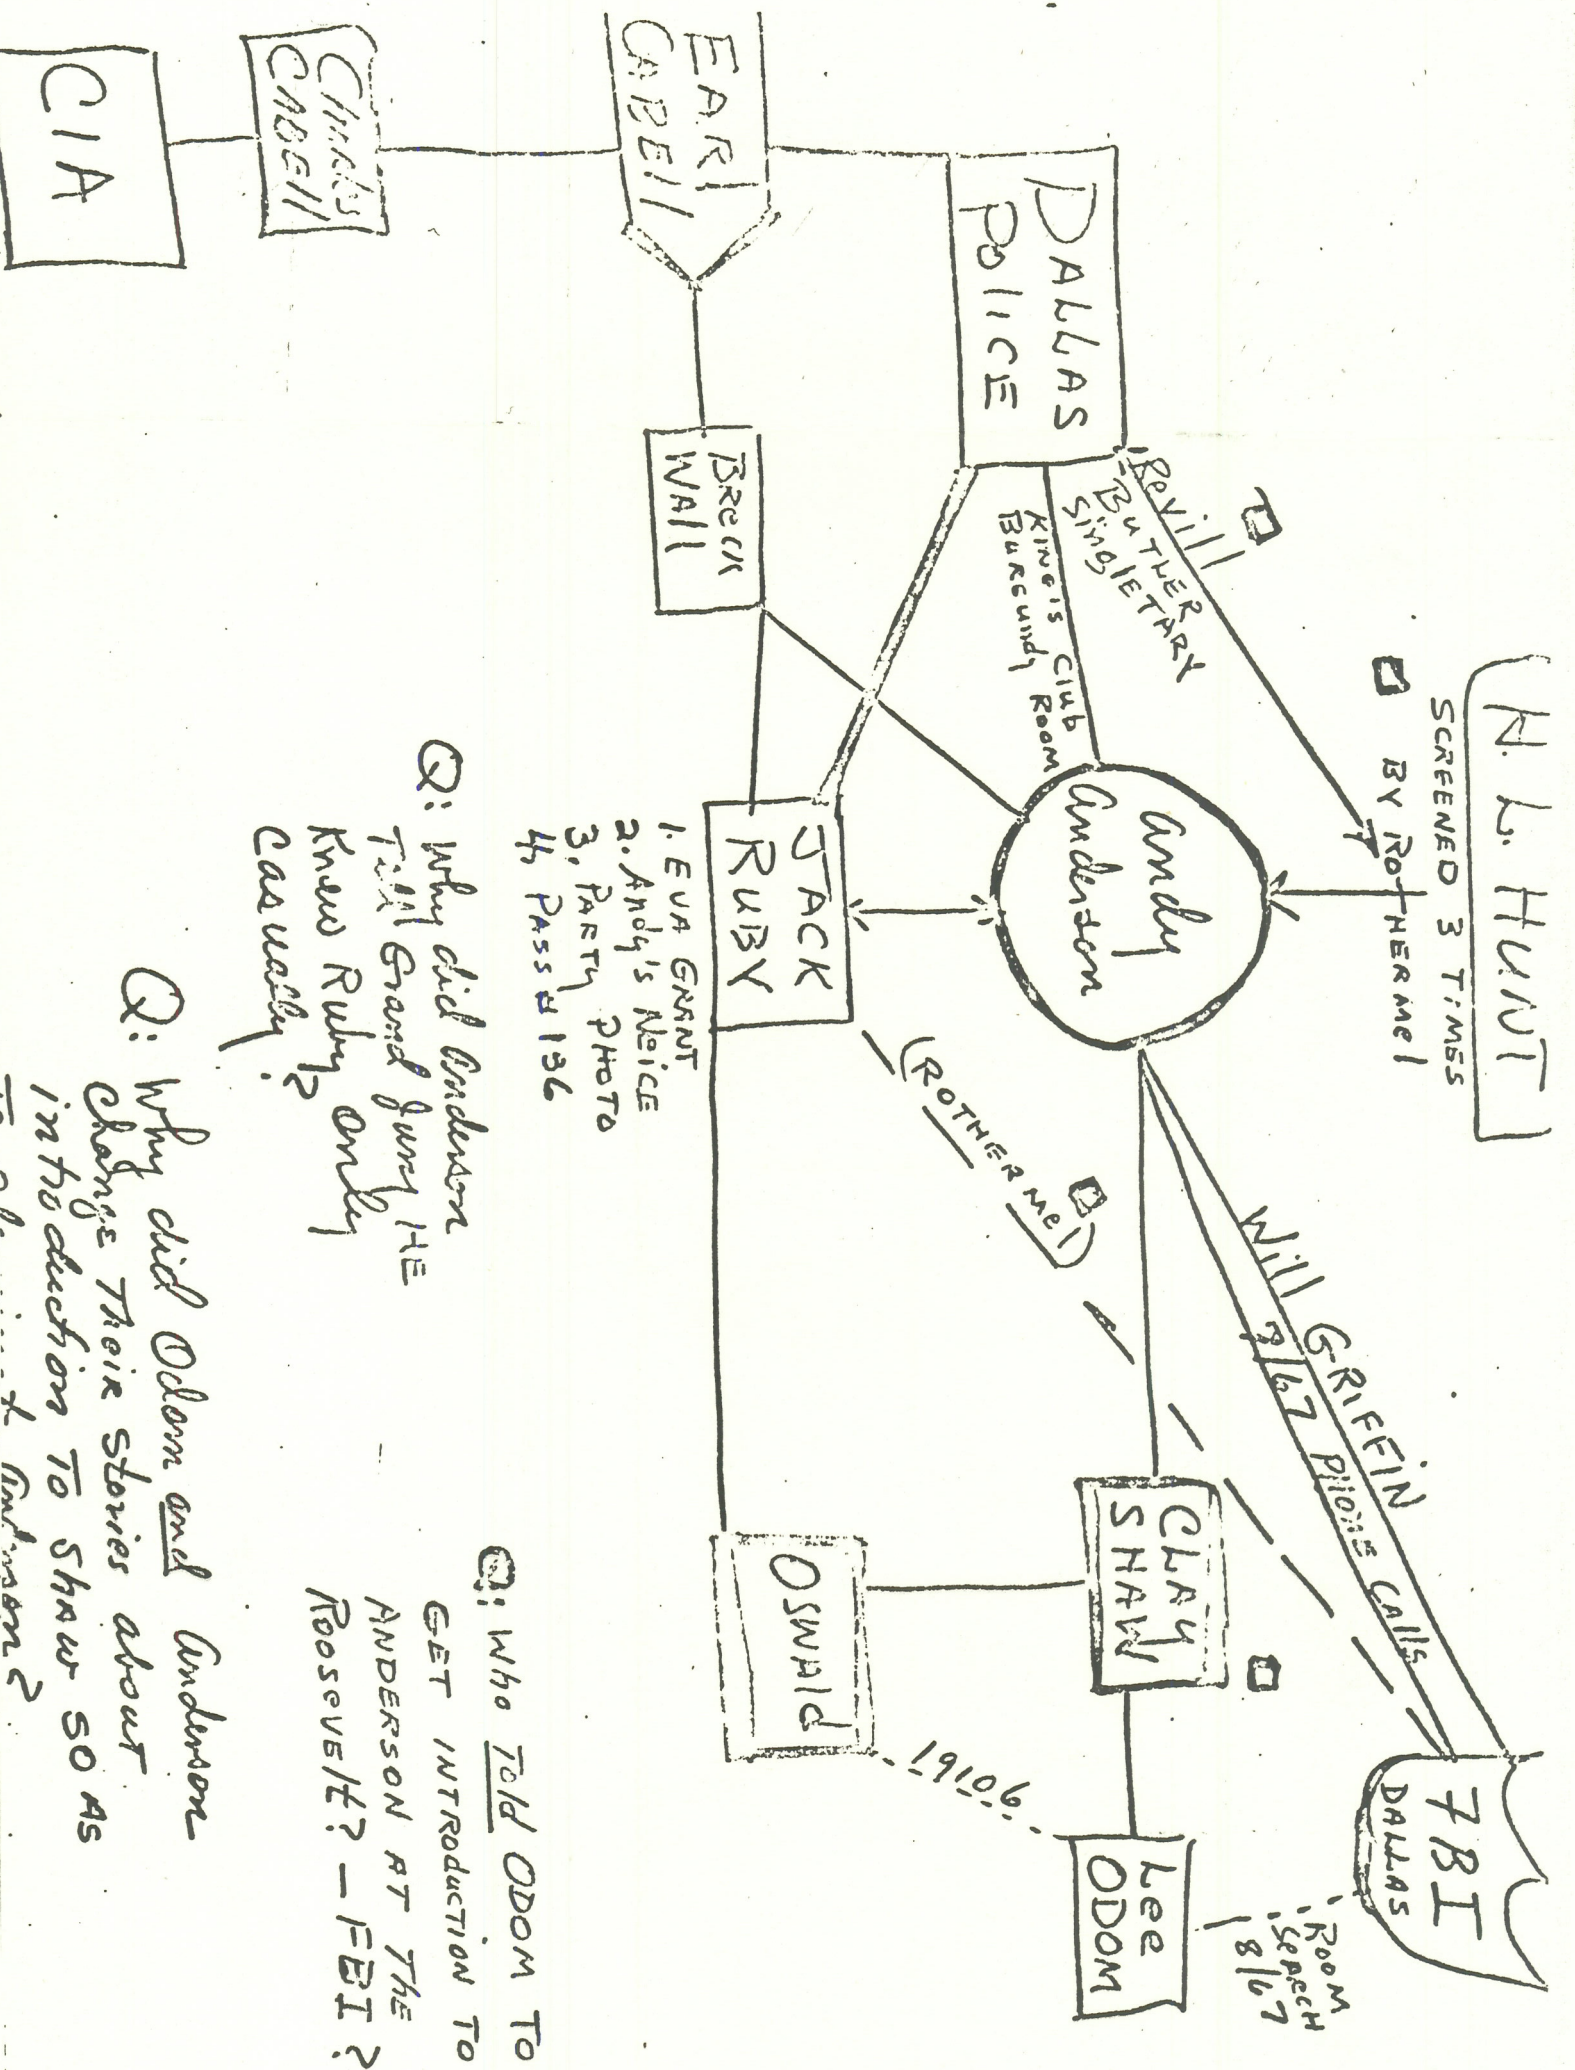 H. L. HUNT
SCREENED 3 TIMES
BY ROTHERMEL
Revill
BUTLER
SINGLETARY
DALLAS
POLICE
KING'S Club
BURGUNDY ROOM
Andy
Anderson
Will GRIFFIN
3/67 PHONE CALLS
FBI
DALLAS
ROOM
SEARCH
8/67
EARL
CABELL
Charles
CABELL
CIA
BRECK
WALL
JACK
RUBY
(ROTHERMEL)
CLAY
SHAW
Lee
ODOM
OSWALD
19106
1. EVA GRANT
2. Andy's NEICE
3. PARTY PHOTO
4. PASS # 136
Q: Why did Anderson
Tell Grand Jury HE
Knew Ruby only
casually?
Q: Who Told ODOM TO
GET INTRODUCTION TO
ANDERSON AT THE
ROOSEVELT? – FBI?
Q: Why did Odom and Anderson
change Their stories about
introduction To Shaw SO AS
Anderson?